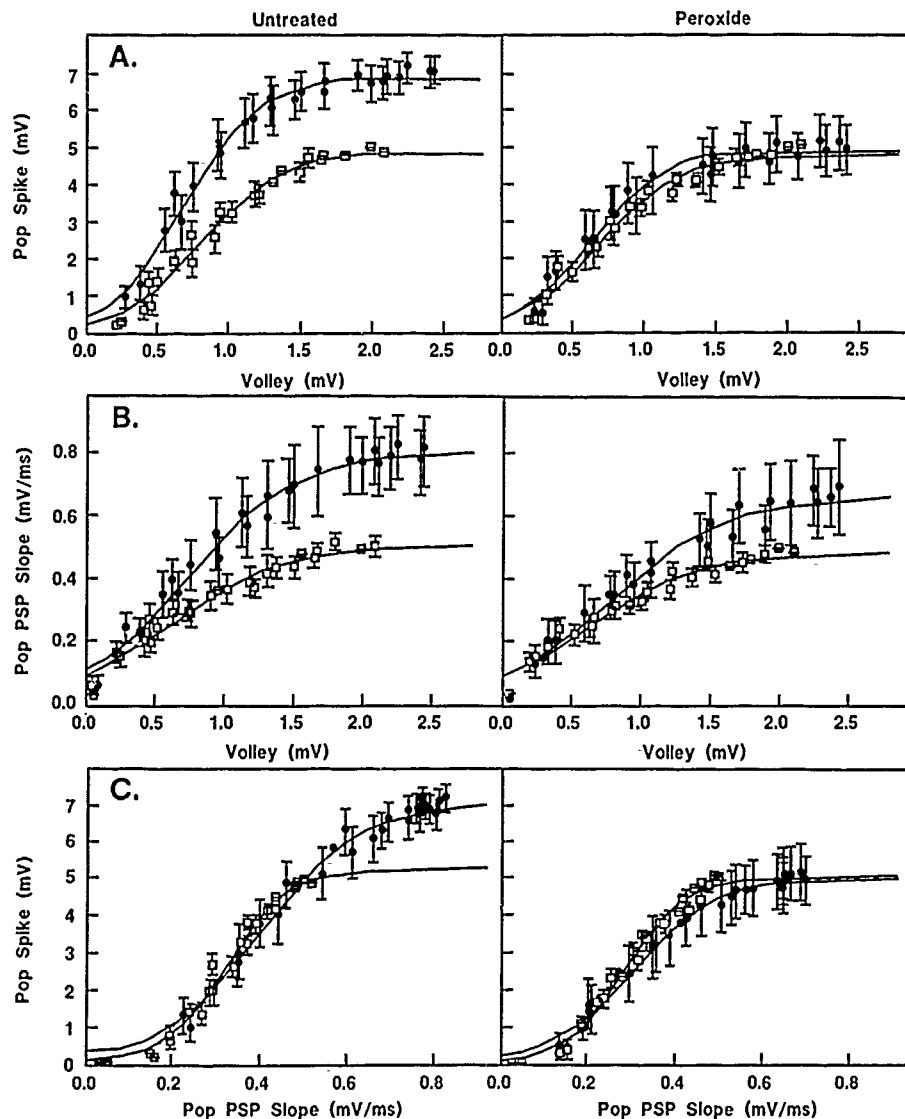 Untreated
Peroxide
A.
Pop Spike (mV)
7
6
5
4
3
2
1
0
0.0 0.5 1.0 1.5 2.0 2.5
0.0 0.5 1.0 1.5 2.0 2.5
Volley (mV)
Volley (mV)
B.
Pop PSP Slope (mV/ms)
0.8
0.6
0.4
0.2
0.0
0.0 0.5 1.0 1.5 2.0 2.5
0.0 0.5 1.0 1.5 2.0 2.5
Volley (mV)
Volley (mV)
C.
Pop Spike (mV)
7
6
5
4
3
2
1
0
0.0 0.2 0.4 0.6 0.8
0.0 0.2 0.4 0.6 0.8
Pop PSP Slope (mV/ms)
Pop PSP Slope (mV/ms)